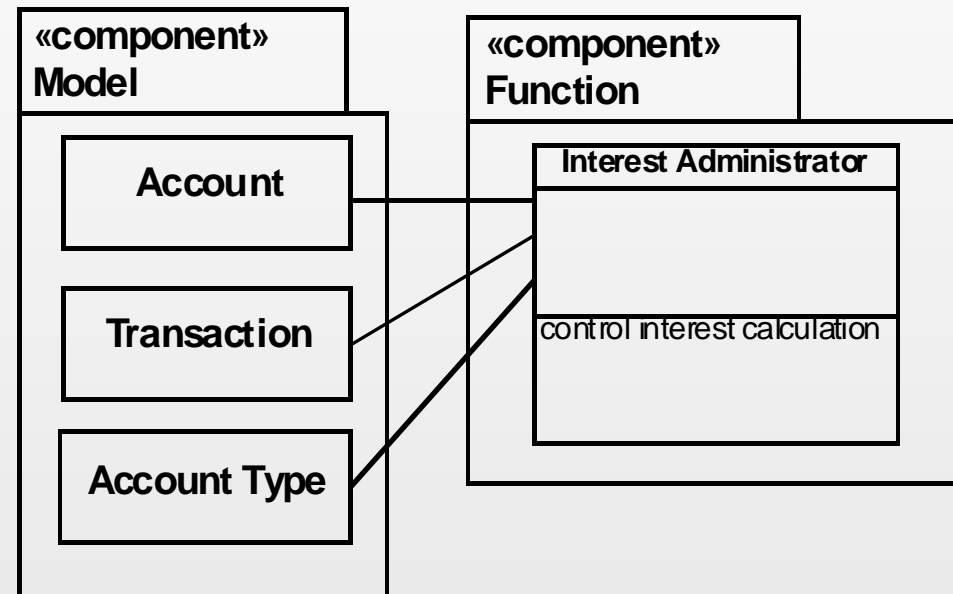 «component»
Model
Account
Transaction
Account Type
«component»
Function
Interest Administrator
control interest calculation